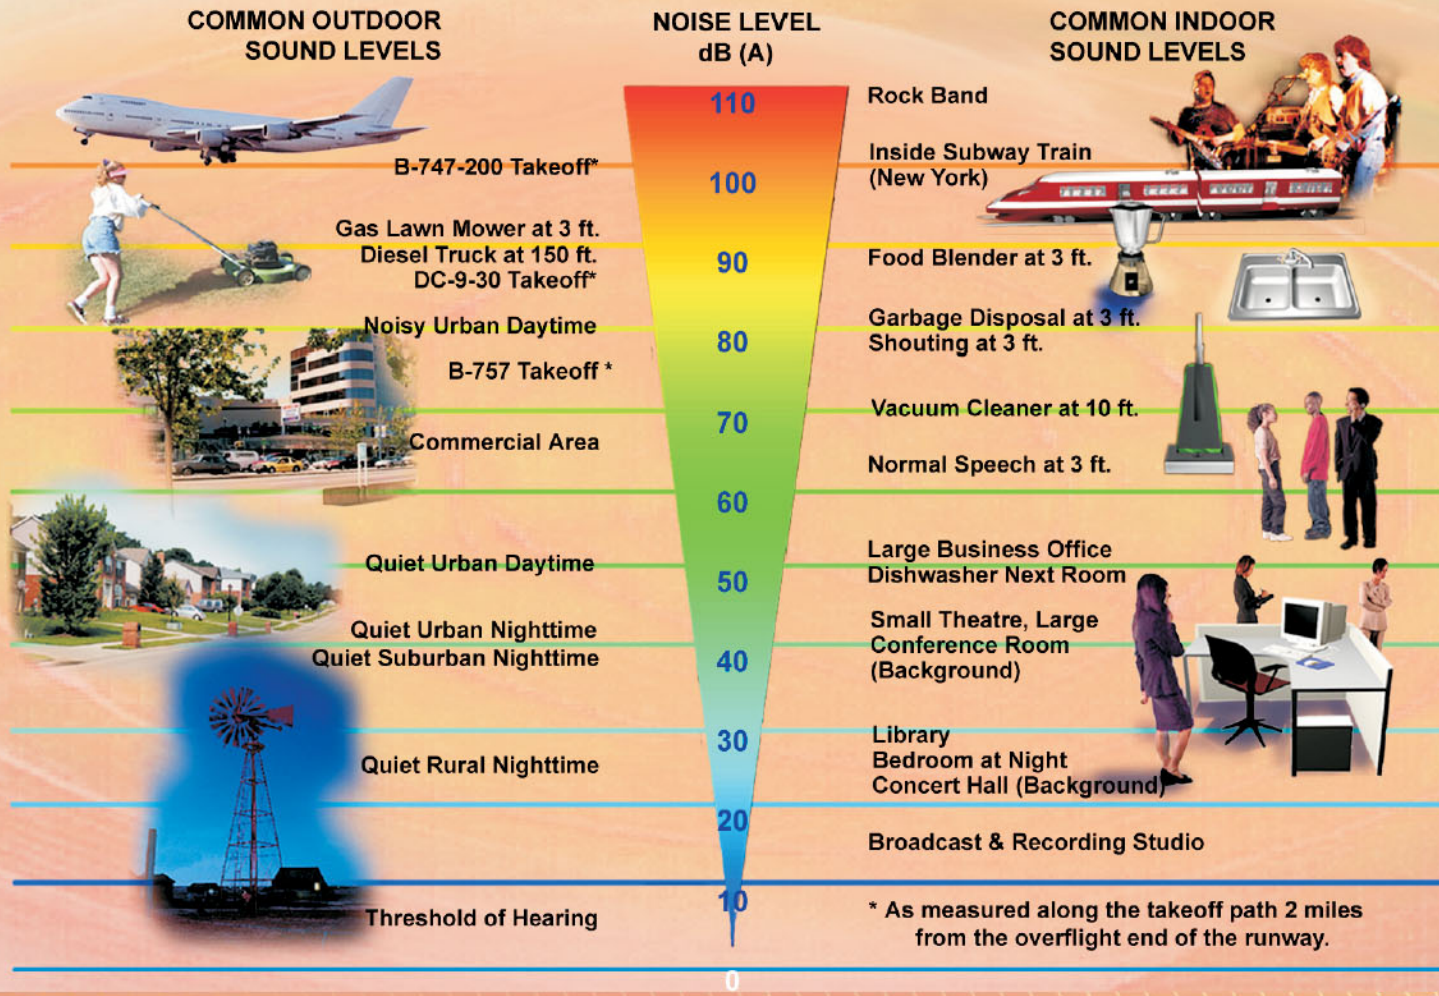 COMMON OUTDOOR
SOUND LEVELS
NOISE LEVEL
dB (A)
COMMON INDOOR
SOUND LEVELS
110
Rock Band
B-747-200 Takeoff*
100
Inside Subway Train
(New York)
Gas Lawn Mower at 3 ft.
Diesel Truck at 150 ft.
DC-9-30 Takeoff*
90
Food Blender at 3 ft.
Noisy Urban Daytime
80
Garbage Disposal at 3 ft.
Shouting at 3 ft.
B-757 Takeoff *
70
Vacuum Cleaner at 10 ft.
Commercial Area
Normal Speech at 3 ft.
60
Quiet Urban Daytime
50
Large Business Office
Dishwasher Next Room
Quiet Urban Nighttime
Quiet Suburban Nighttime
40
Small Theatre, Large
Conference Room
(Background)
30
Quiet Rural Nighttime
Library
Bedroom at Night
Concert Hall (Background)
20
Broadcast & Recording Studio
10
Threshold of Hearing
* As measured along the takeoff path 2 miles
from the overflight end of the runway.
0